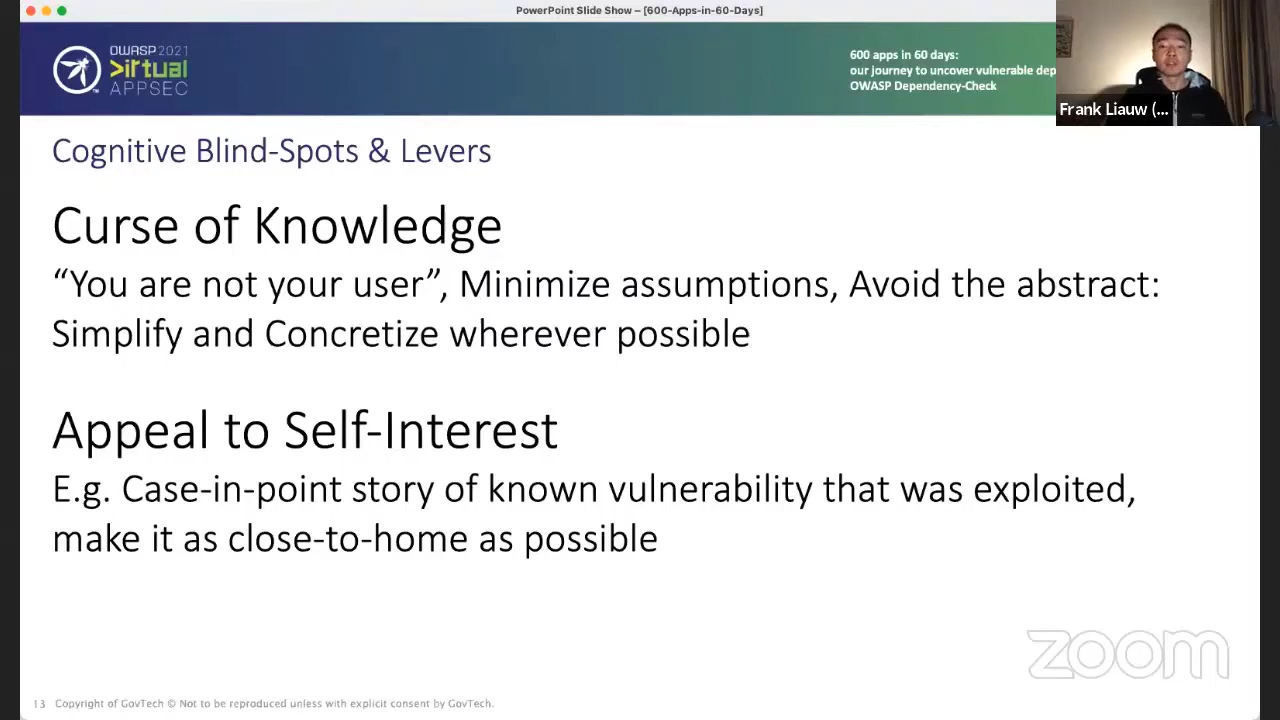 PowerPoint Slide Show – [600-Apps-in-60-Days]
OWASP 2021
>irtual
APPSEC
600 apps in 60 days:
our journey to uncover vulnerable dep
OWASP Dependency-Check
Frank Liauw (...
Cognitive Blind-Spots & Levers
Curse of Knowledge
“You are not your user”, Minimize assumptions, Avoid the abstract:
Simplify and Concretize wherever possible
Appeal to Self-Interest
E.g. Case-in-point story of known vulnerability that was exploited,
make it as close-to-home as possible
zoom
13 Copyright of GovTech © Not to be reproduced unless with explicit consent by GovTech.